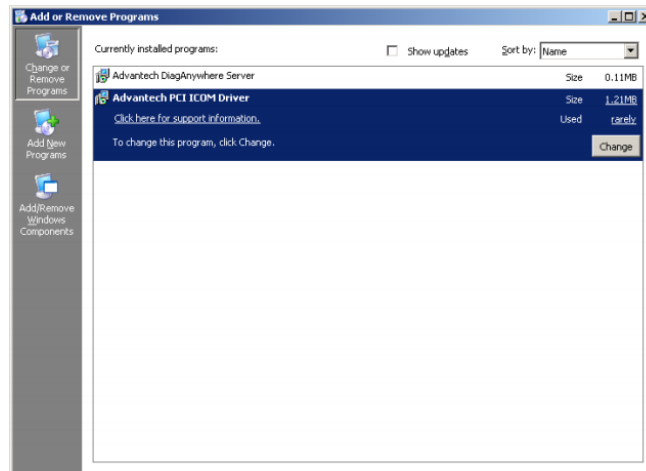 Add or Remove Programs
Change or
Remove
Programs
Add New
Programs
Add/Remove
Windows
Components
Currently installed programs:
Show updates
Sort by: Name
Advantech DiagAnywhere Server Size 0.11MB
Advantech PCI ICOM Driver Size 1.21MB
Click here for support information. Used rarely
To change this program, click Change. Change